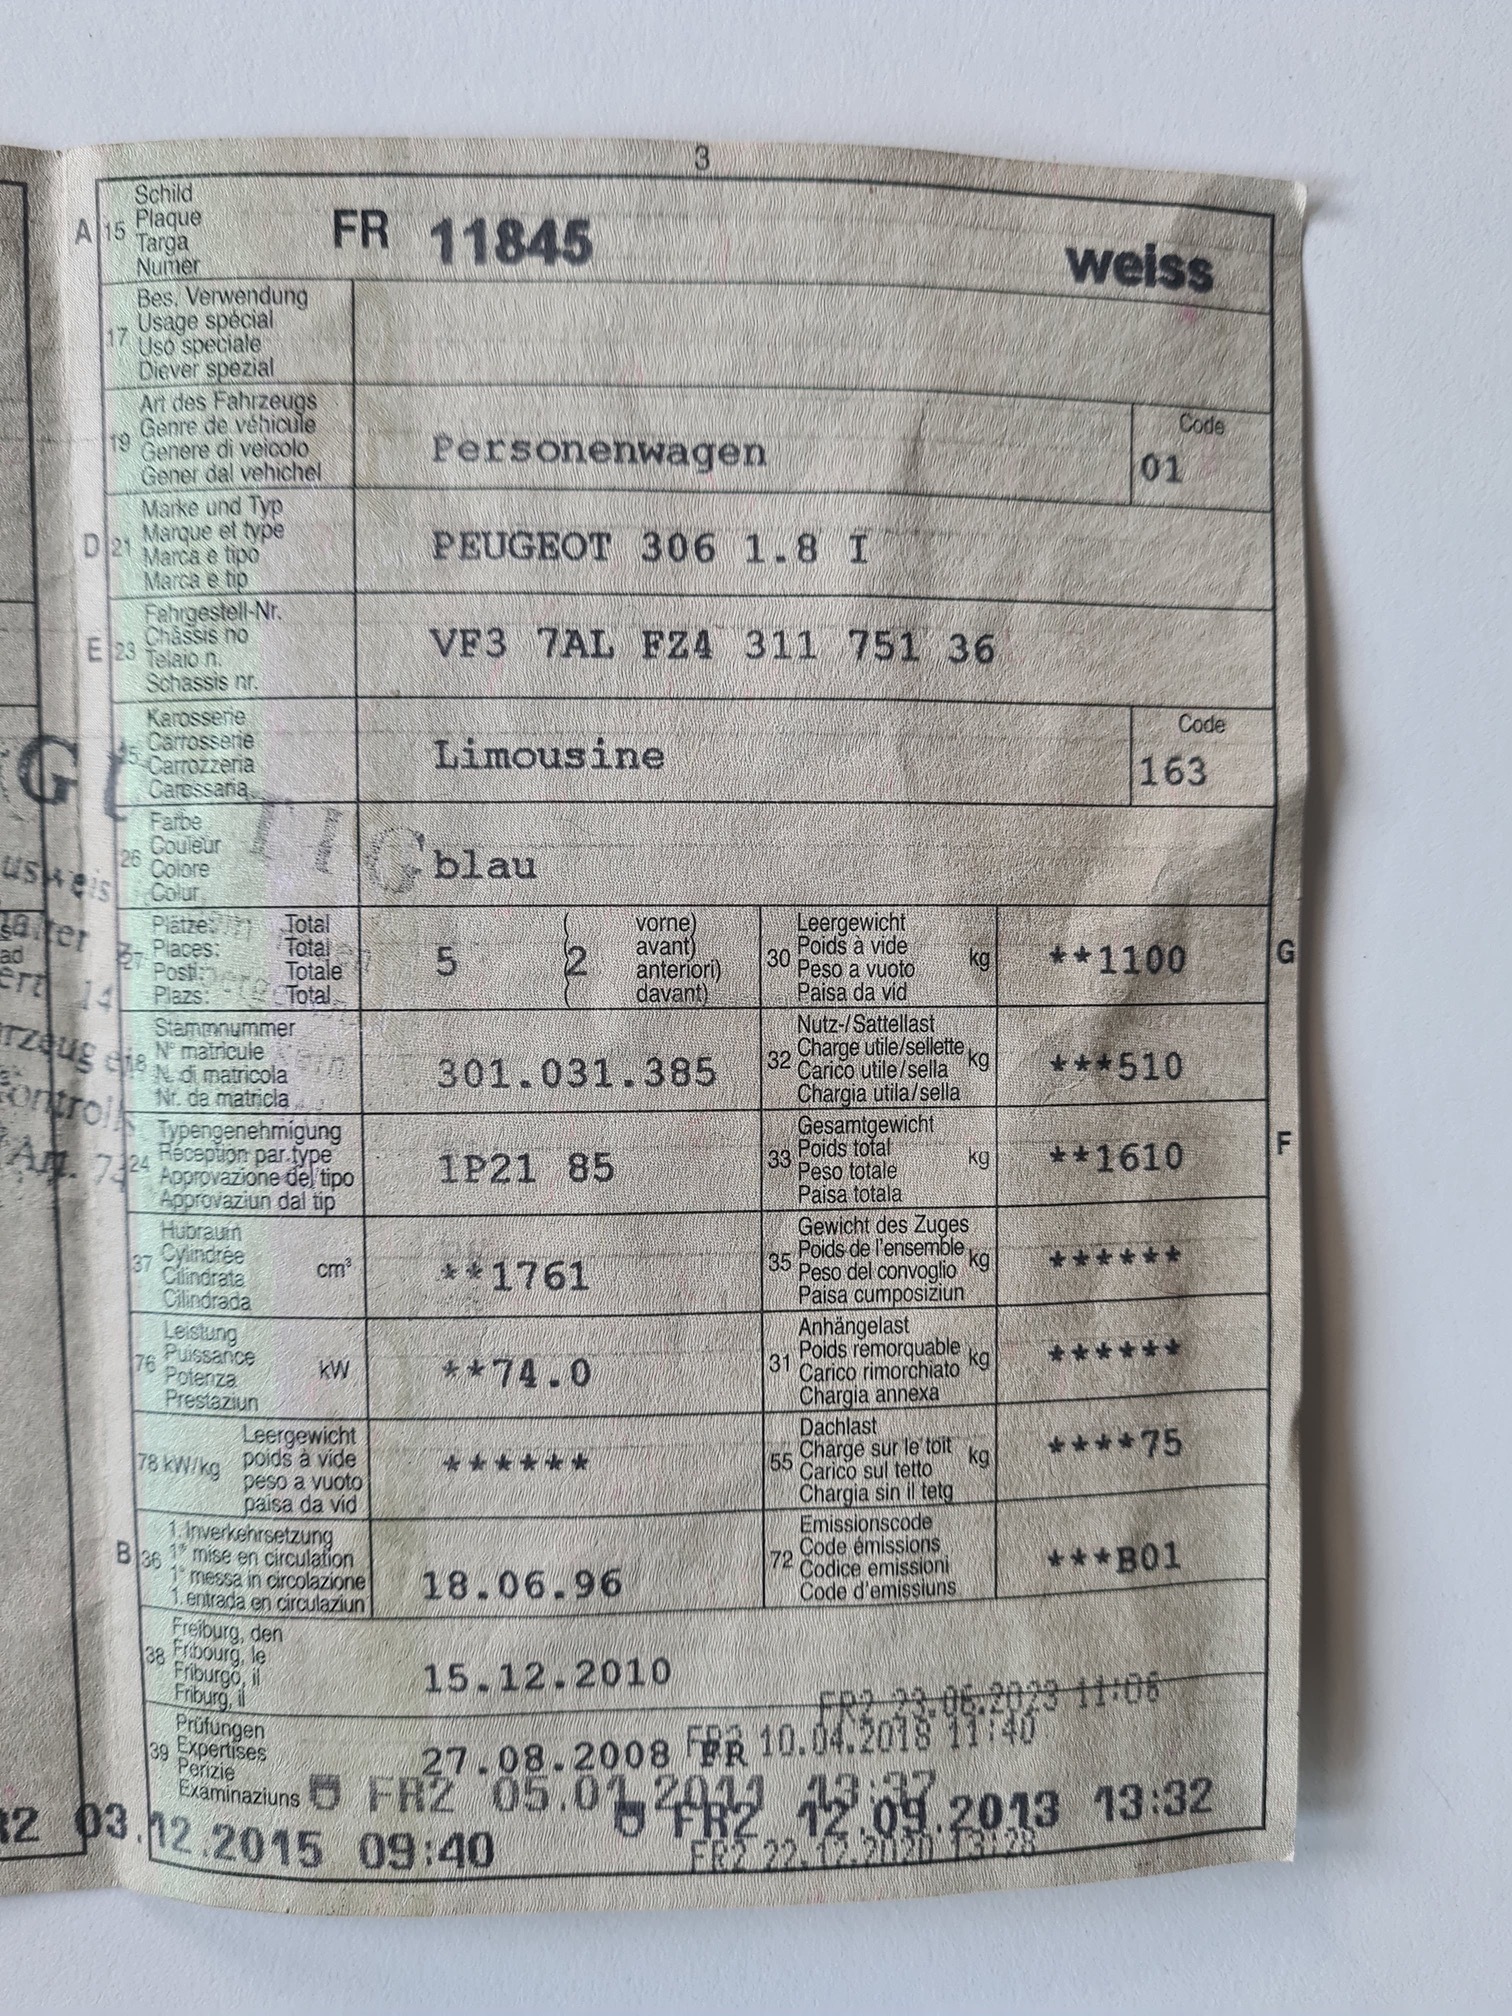 3
A 15 Schild
Plaque
Targa
Numer
FR 11845 weiss
17 Bes. Verwendung
Usage spécial
Uso speciale
Diever spezial
19 Art des Fahrzeugs
Genre de véhicule
Genere di veicolo
Gener dal vehichel
Personenwagen
Code
01
D 21 Marke und Typ
Marque et type
Marca e tipo
Marca e tip
PEUGEOT 306 1.8 I
E 23 Fahrgestell-Nr.
Châssis no
Telaio n.
Schassis nr.
VF3 7AL FZ4 311 751 36
Karosserie
Carrosserie
Carrozzeria
Carossaria
Limousine
Code
163
26 Farbe
Couleur
Colore
Colur
blau
27 Plätze: Total
Places: Total
Posti: Totale
Plazs: Total
5 ( 2 vorne)
avant)
anteriori)
davant)
30 Leergewicht
Poids à vide
Peso a vuoto
Paisa da vid
kg **1100 G
18 Stammnummer
N° matricule
N. di matricola
Nr. da matricla
301.031.385
32 Nutz-/Sattellast
Charge utile/sellette
Carico utile/sella
Chargia utila/sella
kg ***510
24 Typengenehmigung
Réception par type
Approvazione del tipo
Approvaziun dal tip
1P21 85
33 Gesamtgewicht
Poids total
Peso totale
Paisa totala
kg **1610 F
37 Hubraum
Cylindrée
Cilindrata
Cilindrada
cm³ **1761
35 Gewicht des Zuges
Poids de l'ensemble
Peso del convoglio
Paisa cumposiziun
kg ******
76 Leistung
Puissance
Potenza
Prestaziun
kW **74.0
31 Anhängelast
Poids remorquable
Carico rimorchiato
Chargia annexa
kg ******
78 kW/kg Leergewicht
poids à vide
peso a vuoto
paisa da vid
******
55 Dachlast
Charge sur le toit
Carico sul tetto
Chargia sin il tetg
kg ****75
B 36 1. Inverkehrsetzung
1re mise en circulation
1a messa in circolazione
1. entrada en circulaziun
18.06.96
72 Emissionscode
Code émissions
Codice emissioni
Code d'emissiuns
***B01
38 Freiburg, den
Fribourg, le
Friburgo, il
Friburg, il
15.12.2010
FR2 23.06.2023 11:06
39 Prüfungen
Expertises
Perizie
Examinaziuns
27.08.2008 FR
10.04.2018 11:40
FR2 05.01.2011 13:37
FR2 12.09.2013 13:32
03.12.2015 09:40
FR2 22.12.2020 13:28